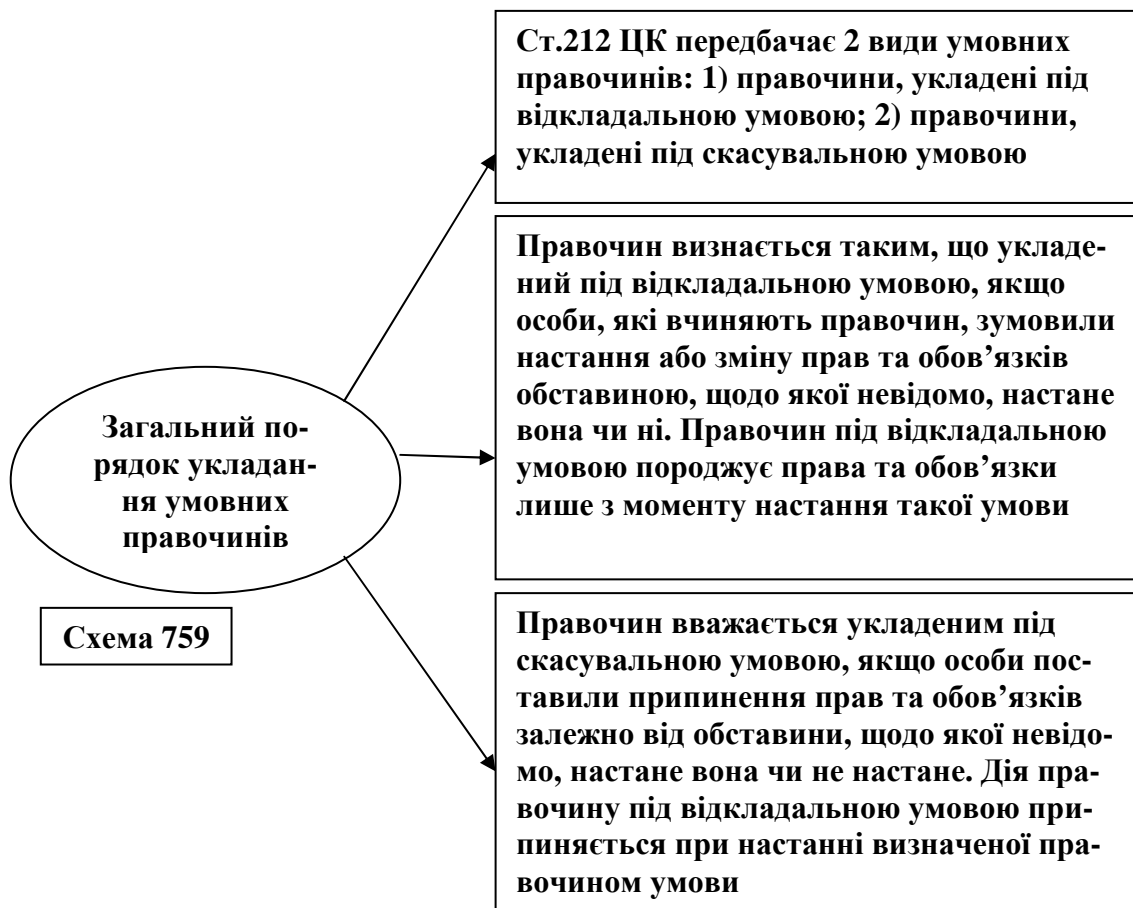 Ст.212 ЦК передбачає 2 види умовних
правочинів: 1) правочини, укладені під
відкладальною умовою; 2) правочини,
укладені під скасувальною умовою
Правочин визнається таким, що укладе-
ний під відкладальною умовою, якщо
особи, які вчиняють правочин, зумовили
настання або зміну прав та обов’язків
обставиною, щодо якої невідомо, настане
вона чи ні. Правочин під відкладальною
умовою породжує права та обов’язки
лише з моменту настання такої умови
Загальний по-
рядок укладан-
ня умовних
правочинів
Схема 759
Правочин вважається укладеним під
скасувальною умовою, якщо особи пос-
тавили припинення прав та обов’язків
залежно від обставини, щодо якої невідо-
мо, настане вона чи не настане. Дія пра-
вочину під відкладальною умовою при-
пиняється при настанні визначеної пра-
вочином умови